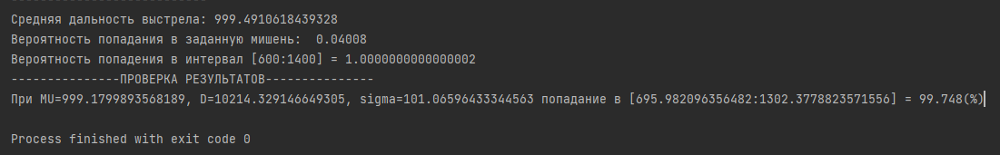 Средняя дальность выстрела: 999.4910618439328
Вероятность попадания в заданную мишень:  0.04008
Вероятность попадения в интервал [600:1400] = 1.0000000000000002
---------------ПРОВЕРКА РЕЗУЛЬТАТОВ---------------
При MU=999.1799893568189, D=10214.329146649305, sigma=101.06596433344563 попадание в [695.982096356482:1302.3778823571556] = 99.748(%)
Process finished with exit code 0